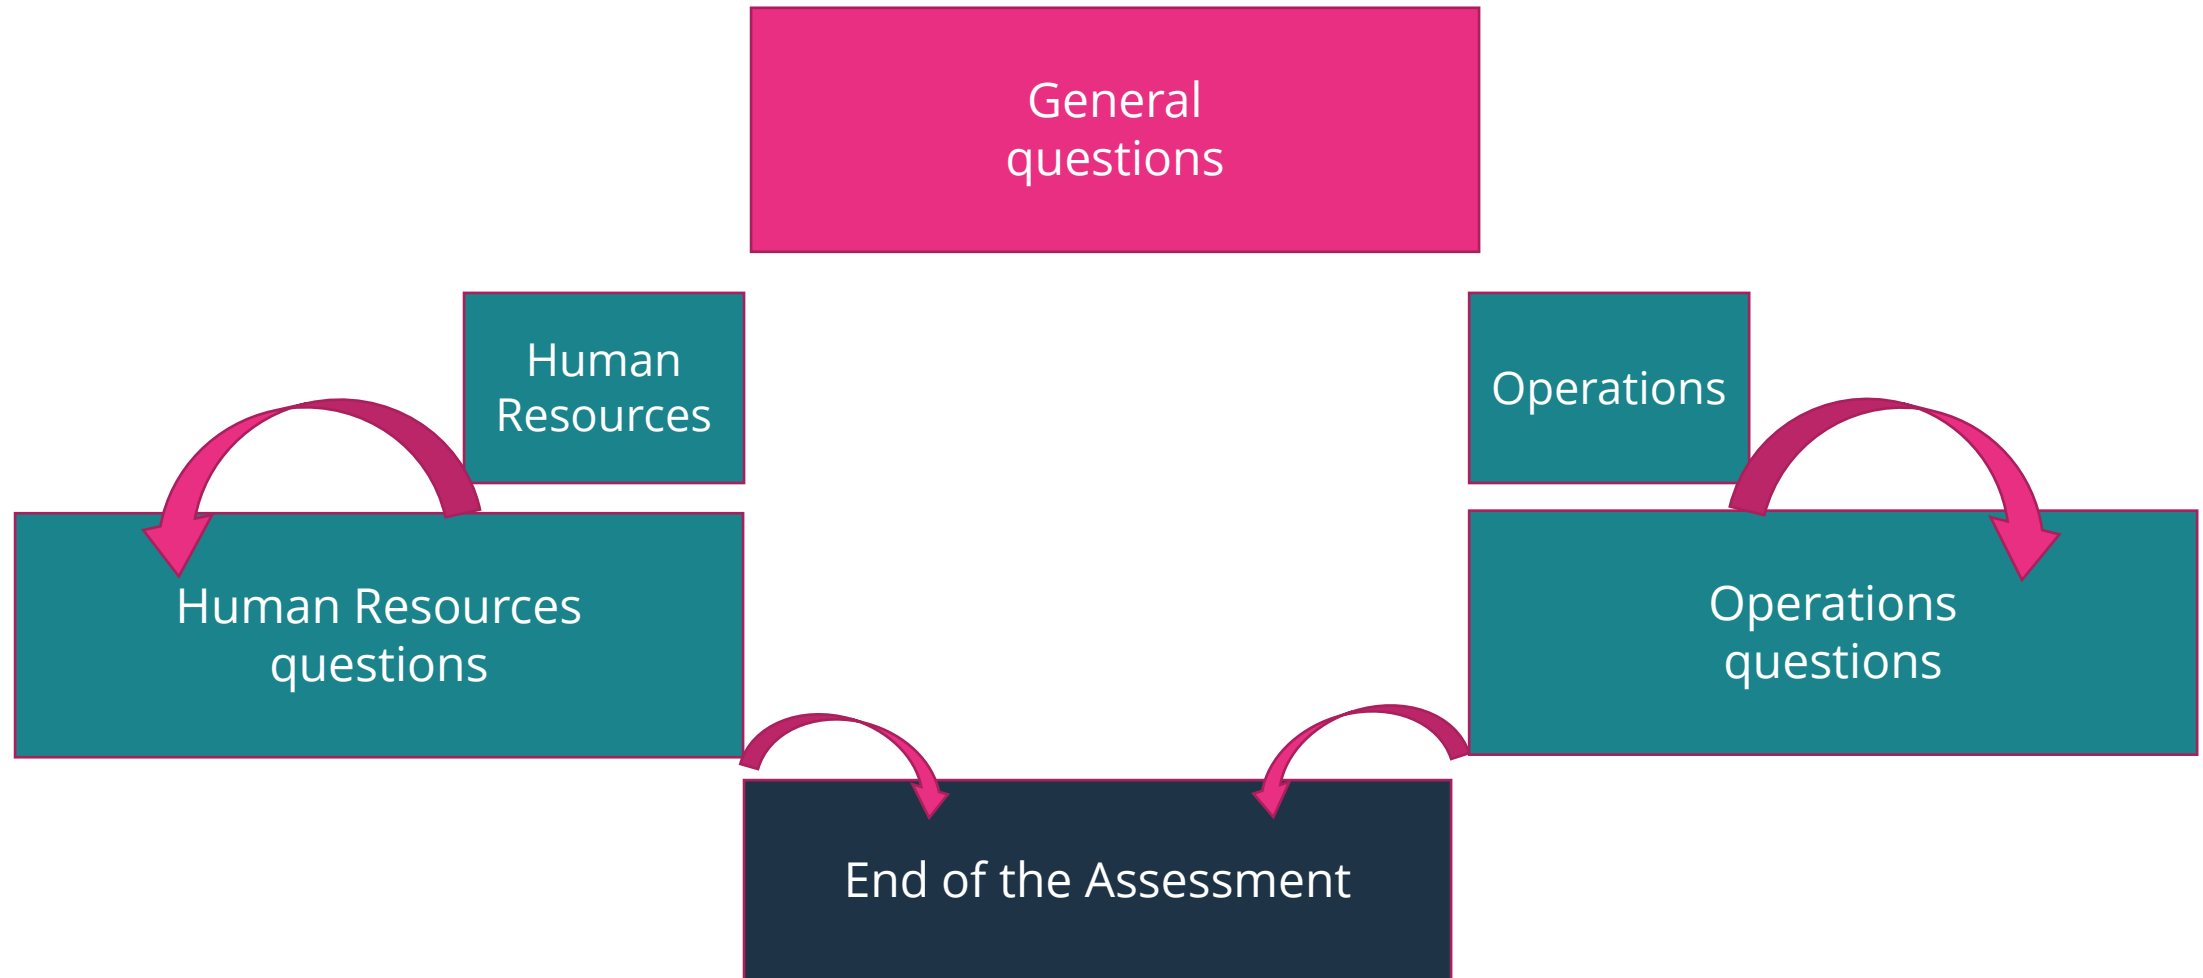 General
questions
Human
Resources
Operations
Human Resources
questions
Operations
questions
End of the Assessment